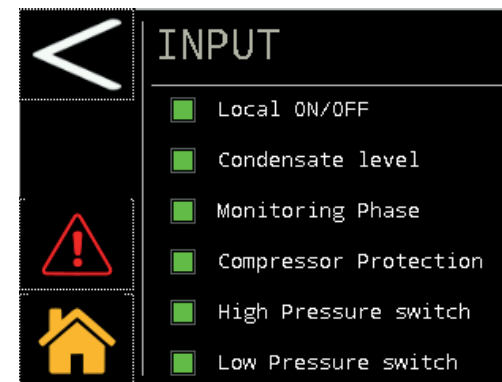 INPUT
Local ON/OFF
Condensate level
Monitoring Phase
Compressor Protection
High Pressure switch
Low Pressure switch